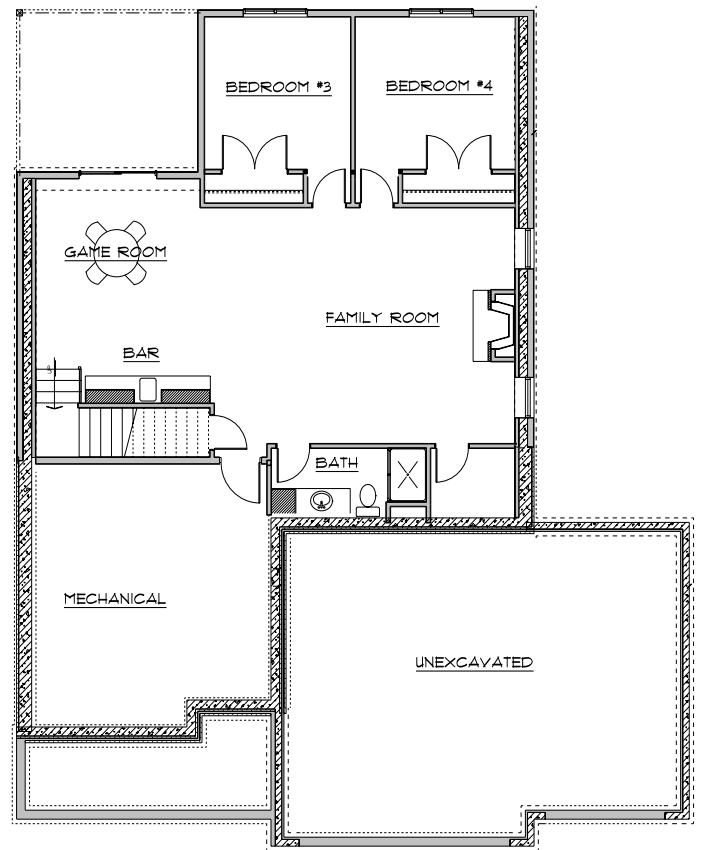 BEDROOM #3
BEDROOM #4
GAME ROOM
FAMILY ROOM
BAR
BATH
MECHANICAL
UNEXCAVATED